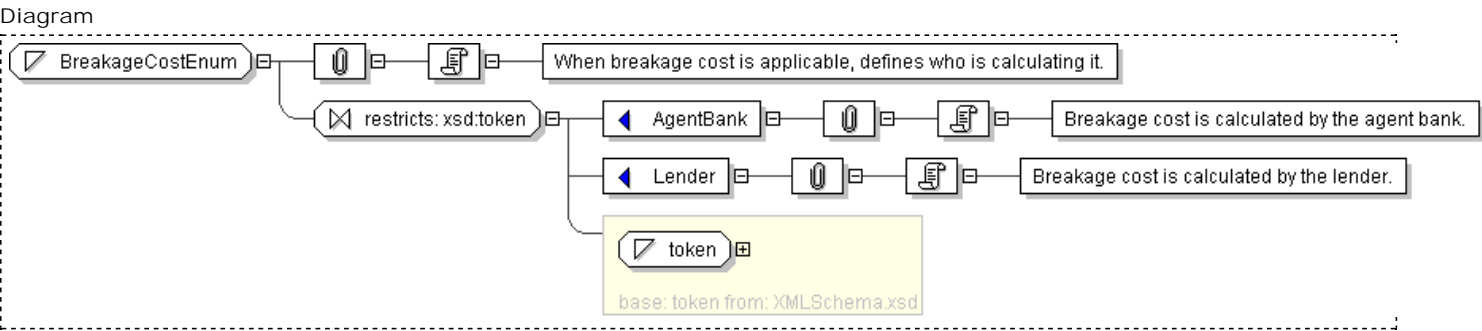 Diagram
BreakageCostEnum
When breakage cost is applicable, defines who is calculating it.
restricts: xsd:token
AgentBank
Breakage cost is calculated by the agent bank.
Lender
Breakage cost is calculated by the lender.
token
base: token from: XMLSchema.xsd